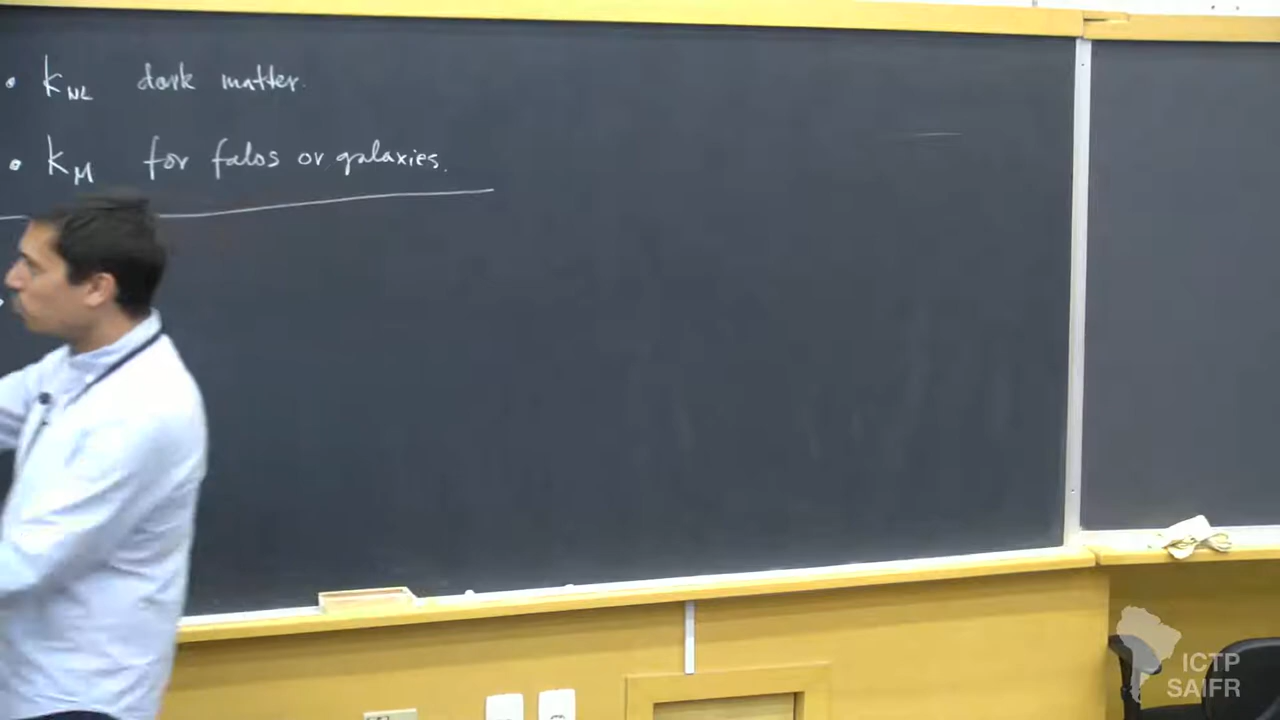 • k_NL dark matter.
• k_M for falos or galaxies.
ICTP
SAIFR